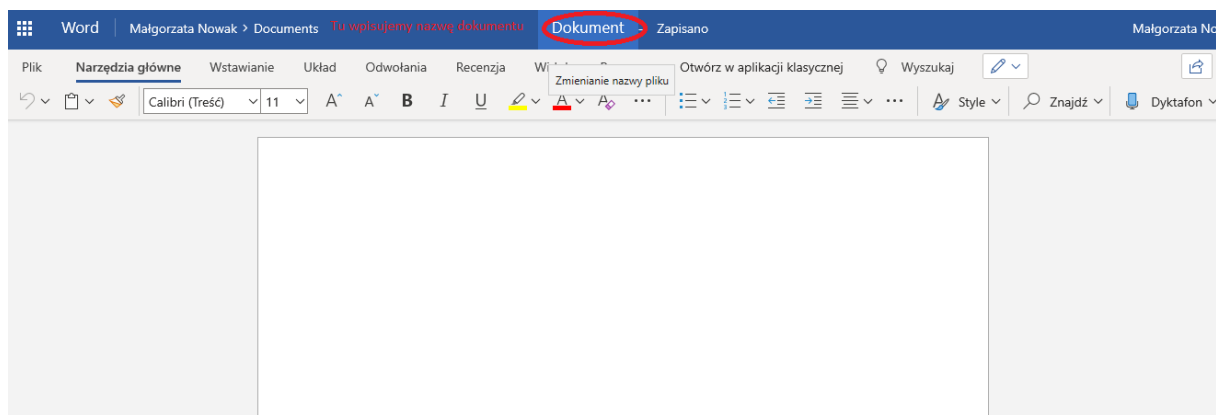 Word Małgorzata Nowak > Documents Tu wpisujemy nazwę dokumentu Dokument - Zapisano Małgorzata No
Plik Narzędzia główne Wstawianie Układ Odwołania Recenzja Otwórz w aplikacji klasycznej Wyszukaj
Zmienianie nazwy pliku
Calibri (Treść) 11 A A B I U A A ... ... Style Znajdź Dyktafon